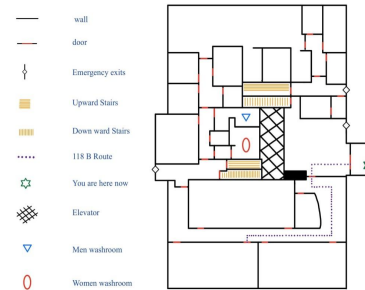 wall
door
Emergency exits
Upward Stairs
Down ward Stairs
118 B Route
You are here now
Elevator
Men washroom
Women washroom